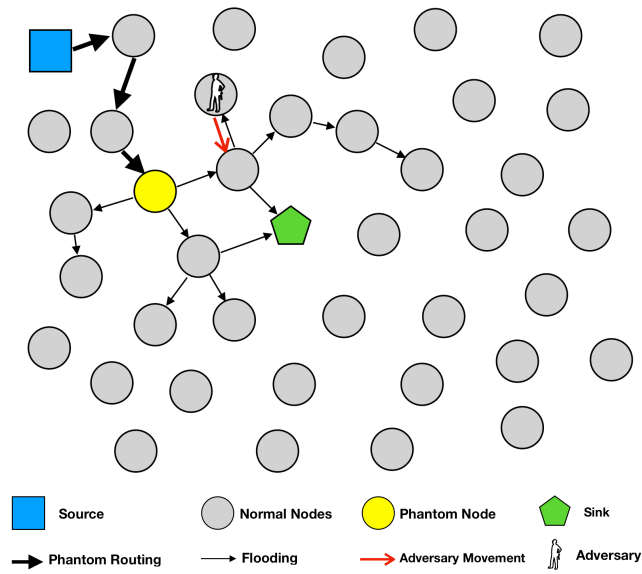 Source
Normal Nodes
Phantom Node
Sink
Phantom Routing
Flooding
Adversary Movement
Adversary